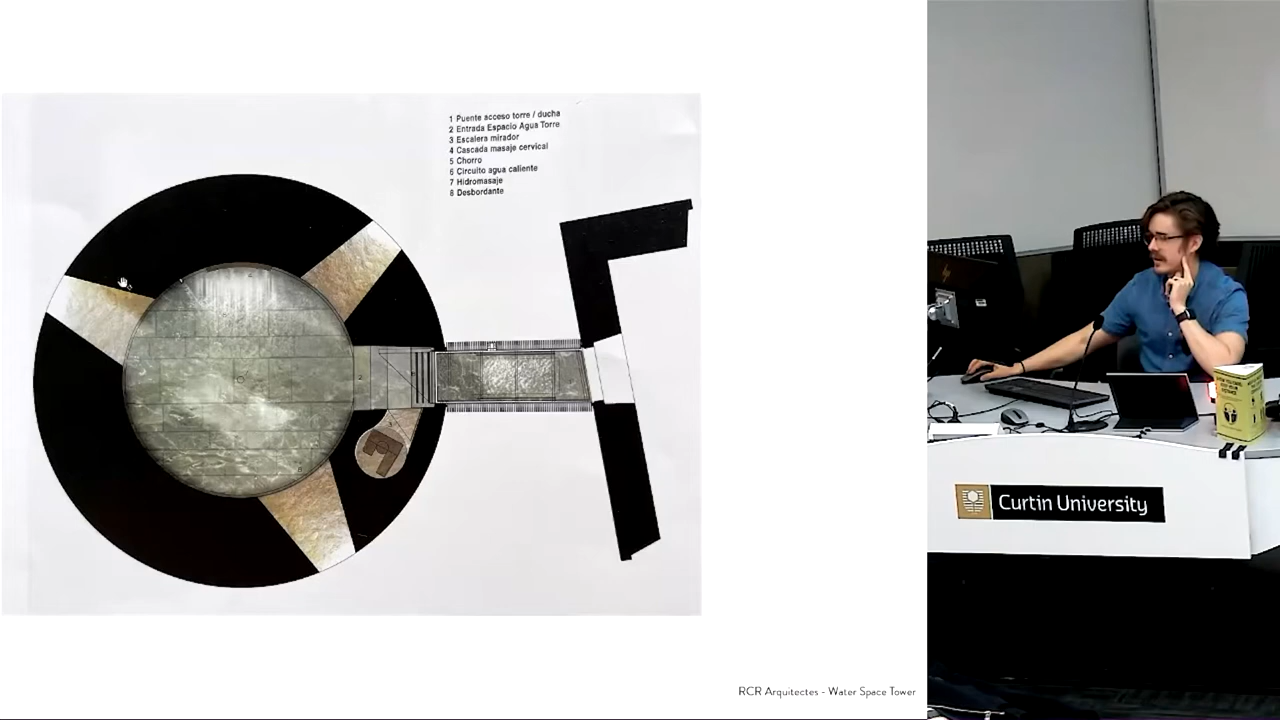 1 Puente acceso torre / ducha
2 Entrada Espacio Agua Torre
3 Escalera mirador
4 Cascada masaje cervical
5 Chorro
6 Circuito agua caliente
7 Hidromasaje
8 Desbordante
RCR Arquitectes - Water Space Tower
Curtin University